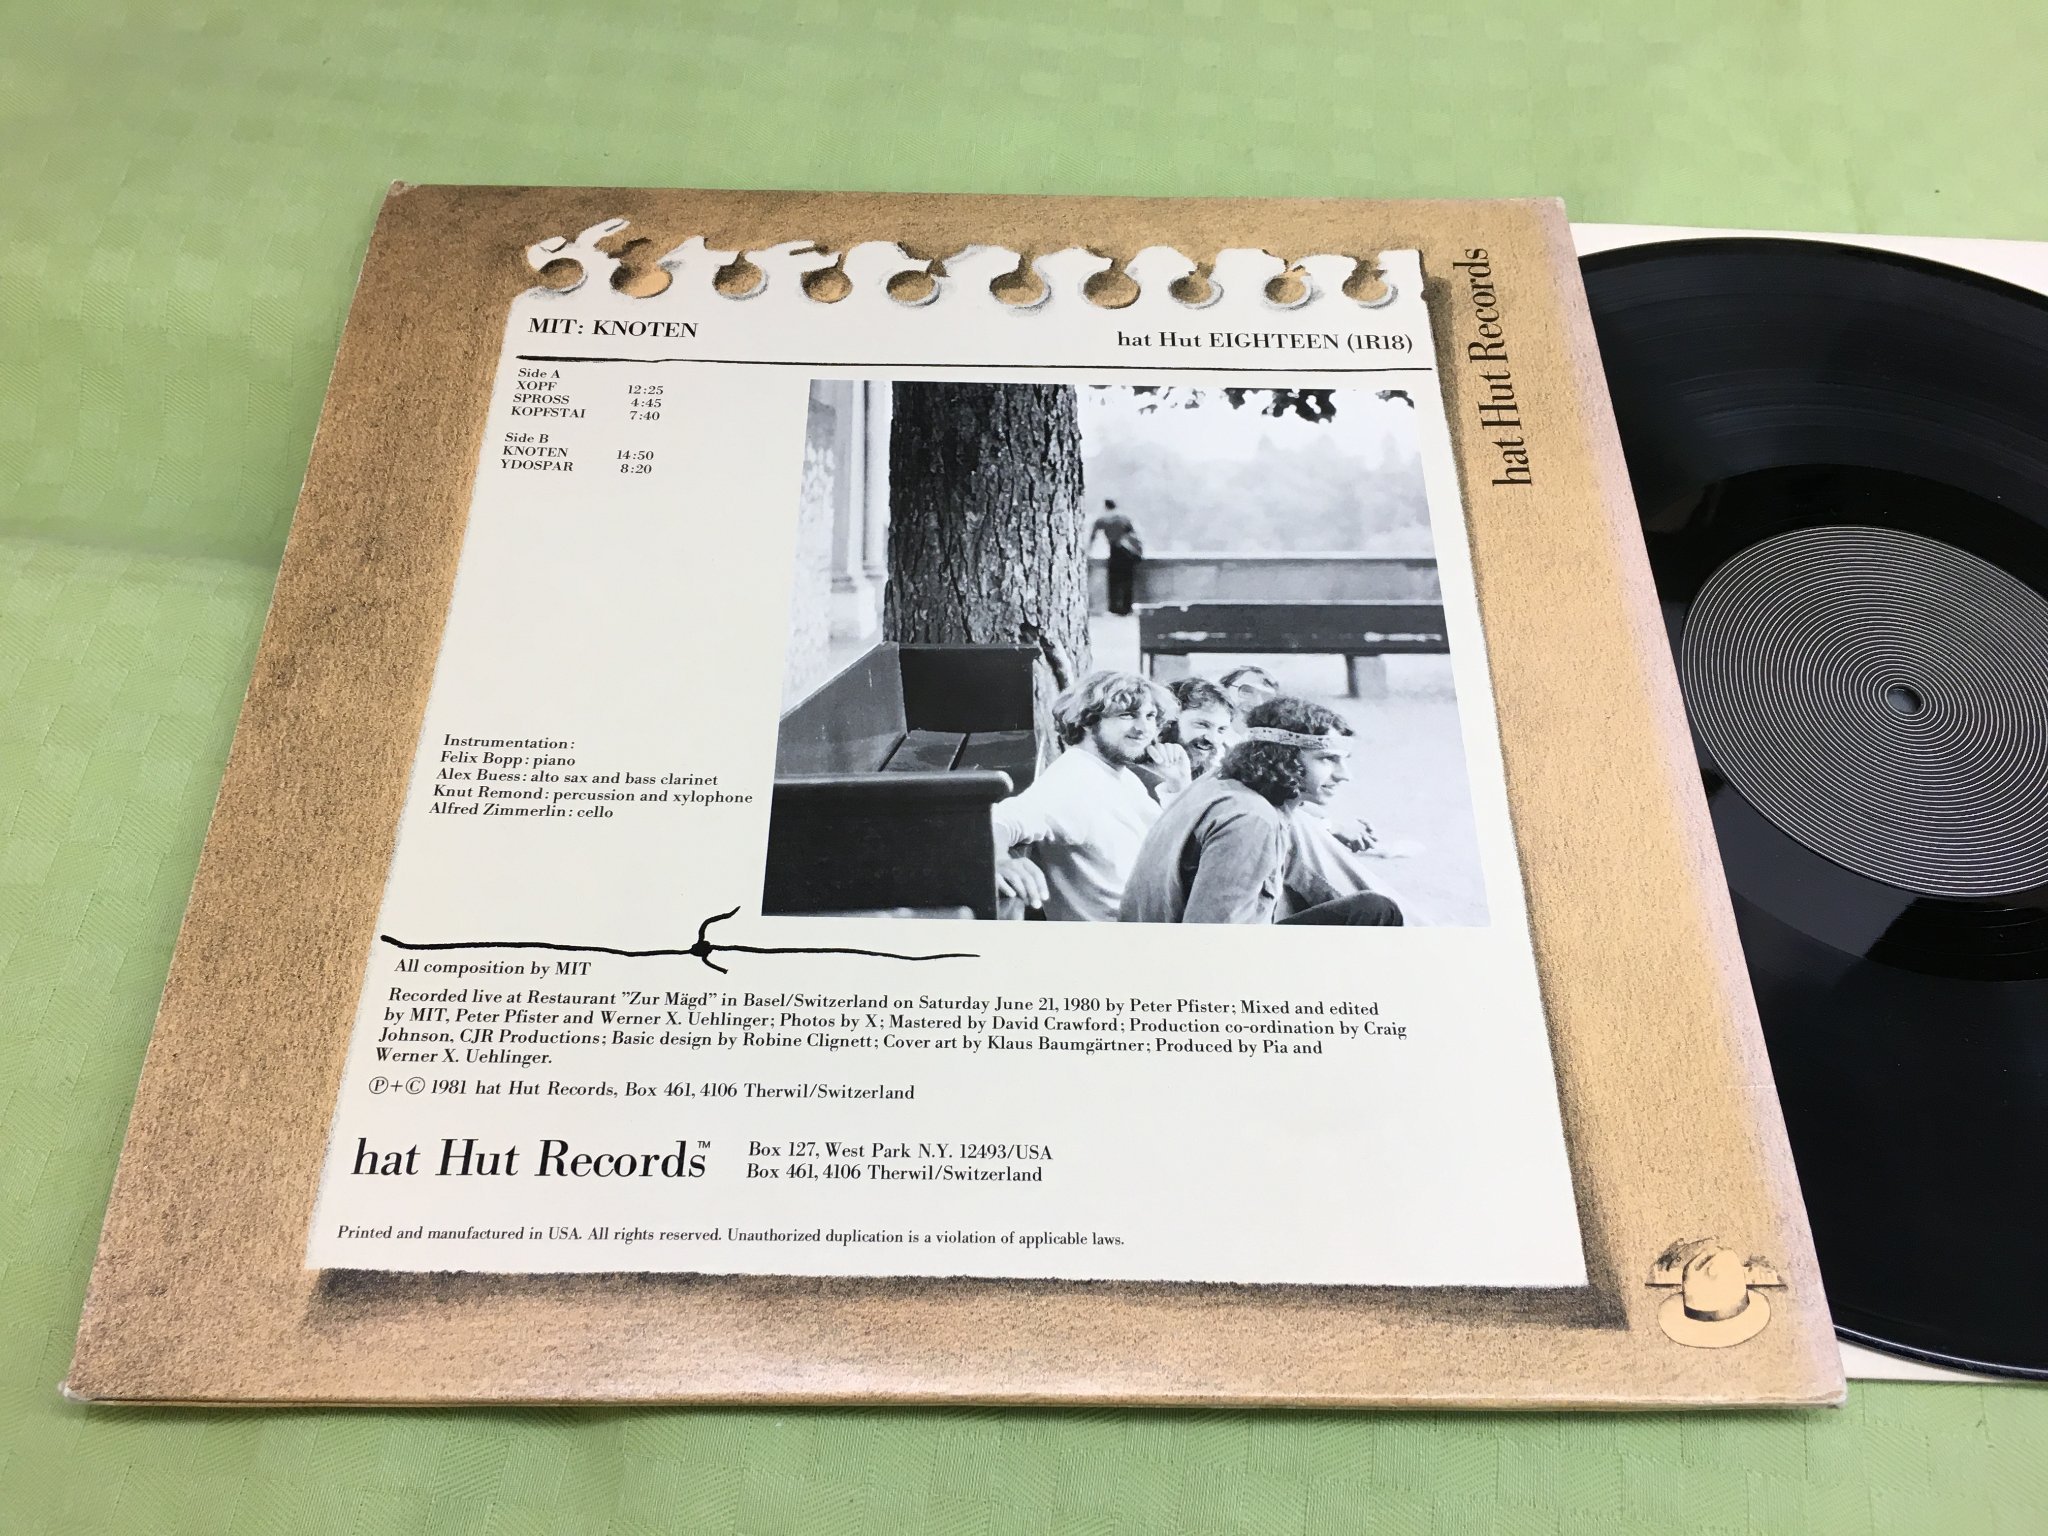 MIT: KNOTEN
hat Hut EIGHTEEN (1R18)
Side A
XOPF 12:25
SPROSS 4:45
KOPFSTAI 7:40
Side B
KNOTEN 14:50
YDOSPAR 8:20
Instrumentation:
Felix Bopp: piano
Alex Buess: alto sax and bass clarinet
Knut Remond: percussion and xylophone
Alfred Zimmerlin: cello
All composition by MIT
Recorded live at Restaurant "Zur Mägd" in Basel/Switzerland on Saturday June 21, 1980 by Peter Pfister; Mixed and edited
by MIT, Peter Pfister and Werner X. Uehlinger; Photos by X; Mastered by David Crawford; Production co-ordination by Craig
Johnson, CJR Productions; Basic design by Robine Clignett; Cover art by Klaus Baumgärtner; Produced by Pia and
Werner X. Uehlinger.
Ⓟ+© 1981 hat Hut Records, Box 461, 4106 Therwil/Switzerland
hat Hut Records™
Box 127, West Park N.Y. 12493/USA
Box 461, 4106 Therwil/Switzerland
Printed and manufactured in USA. All rights reserved. Unauthorized duplication is a violation of applicable laws.
hat Hut Records